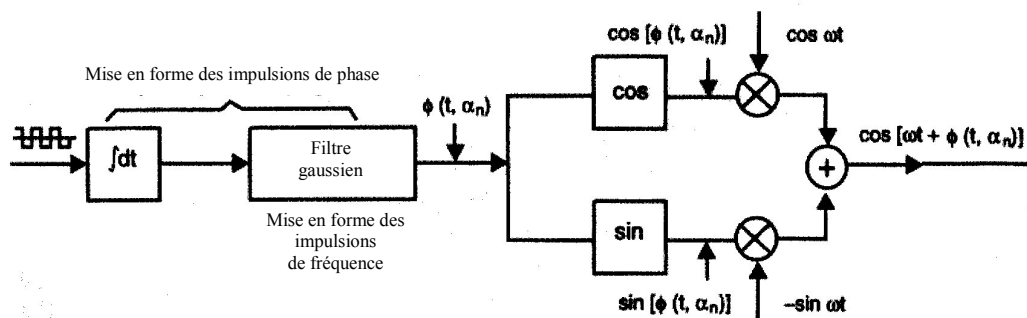 Mise en forme des impulsions de phase
∫dt
Filtre
gaussien
Mise en forme des
impulsions
de fréquence
ϕ (t, αn)
cos
cos [ϕ (t, αn)]
cos ωt
sin
sin [ϕ (t, αn)]
–sin ωt
+
cos [ωt + ϕ (t, αn)]